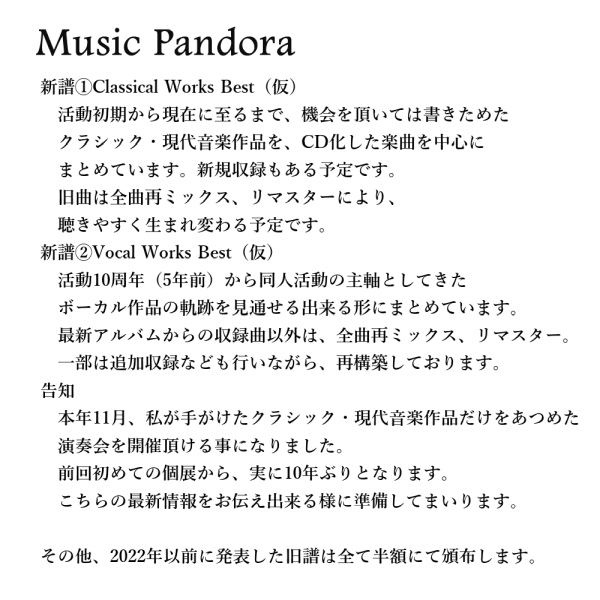 Music Pandora
新譜①Classical Works Best（仮）
活動初期から現在に至るまで、機会を頂いては書きためた
クラシック・現代音楽作品を、CD化した楽曲を中心に
まとめています。新規収録もある予定です。
旧曲は全曲再ミックス、リマスターにより、
聴きやすく生まれ変わる予定です。
新譜②Vocal Works Best（仮）
活動10周年（5年前）から同人活動の主軸としてきた
ボーカル作品の軌跡を見通せる出来る形にまとめています。
最新アルバムからの収録曲以外は、全曲再ミックス、リマスター。
一部は追加収録なども行いながら、再構築しております。
告知
本年11月、私が手がけたクラシック・現代音楽作品だけをあつめた
演奏会を開催頂ける事になりました。
前回初めての個展から、実に10年ぶりとなります。
こちらの最新情報をお伝え出来る様に準備してまいります。
その他、2022年以前に発表した旧譜は全て半額にて頒布します。